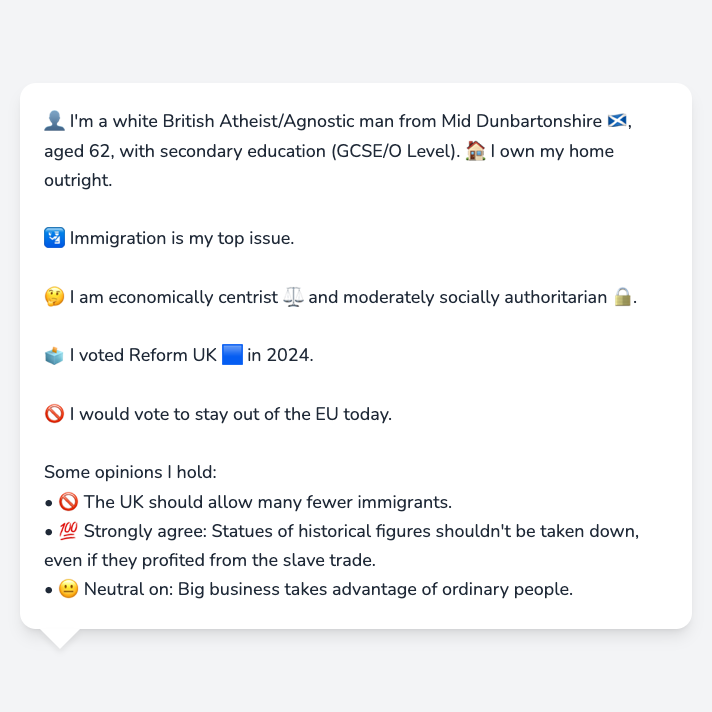 👤 I'm a white British Atheist/Agnostic man from Mid Dunbartonshire 🏴󠁧󠁢󠁳󠁣󠁴󠁿,
aged 62, with secondary education (GCSE/O Level). 🏠 I own my home
outright.
🛂 Immigration is my top issue.
🤔 I am economically centrist ⚖️ and moderately socially authoritarian 🔒.
🗳️ I voted Reform UK 🟦 in 2024.
🚫 I would vote to stay out of the EU today.
Some opinions I hold:
• 🚫 The UK should allow many fewer immigrants.
• 💯 Strongly agree: Statues of historical figures shouldn't be taken down,
even if they profited from the slave trade.
• 😐 Neutral on: Big business takes advantage of ordinary people.